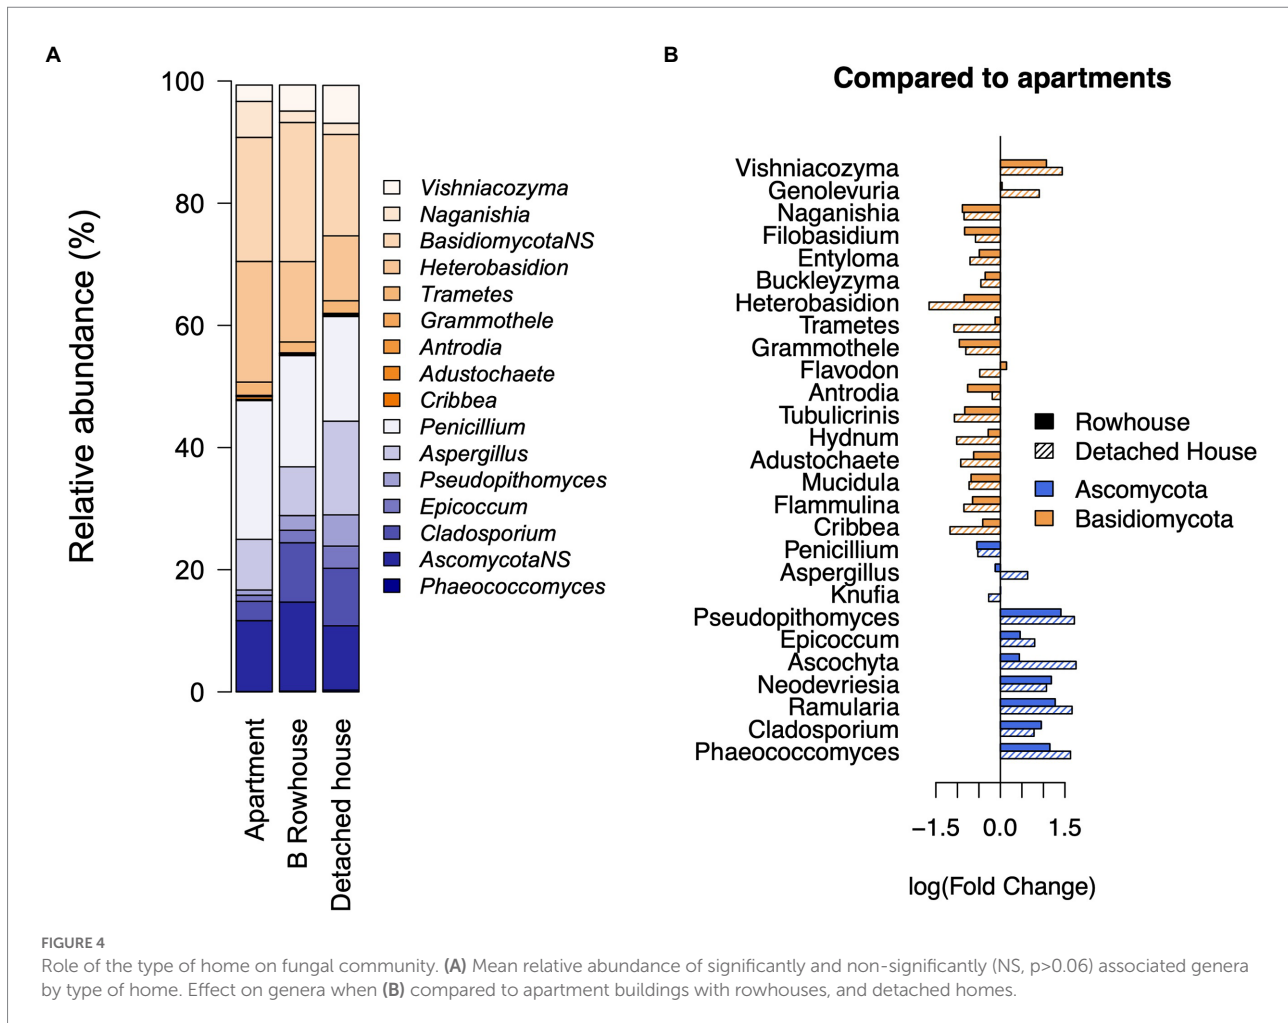 A
100
80
60
40
20
0
Relative abundance (%)
Apartment
B Rowhouse
Detached house
Vishniacozyma
Naganishia
BasidiomycotaNS
Heterobasidion
Trametes
Grammothele
Antrodia
Adustochaete
Cribbea
Penicillium
Aspergillus
Pseudopithomyces
Epicoccum
Cladosporium
AscomycotaNS
Phaeococcomyces
B
Compared to apartments
Vishniacozyma
Genolevuria
Naganishia
Filobasidium
Entyloma
Buckleyzyma
Heterobasidion
Trametes
Grammothele
Flavodon
Antrodia
Tubulicrinis
Hydnum
Adustochaete
Mucidula
Flammulina
Cribbea
Penicillium
Aspergillus
Knufia
Pseudopithomyces
Epicoccum
Ascochyta
Neodevriesia
Ramularia
Cladosporium
Phaeococcomyces
Rowhouse
Detached House
Ascomycota
Basidiomycota
−1.5 0.0 1.5
log(Fold Change)
FIGURE 4
Role of the type of home on fungal community. (A) Mean relative abundance of significantly and non-significantly (NS, p>0.06) associated genera
by type of home. Effect on genera when (B) compared to apartment buildings with rowhouses, and detached homes.